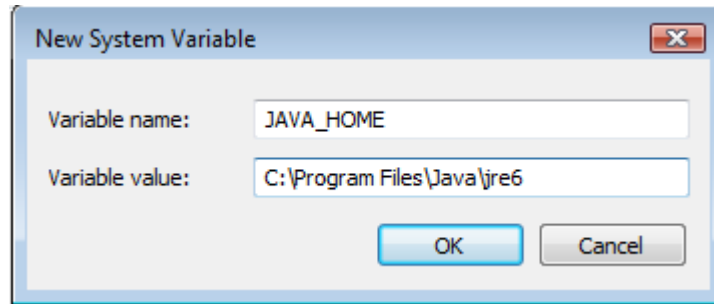 New System Variable
Variable name: JAVA_HOME
Variable value: C:\Program Files\Java\jre6
OK Cancel